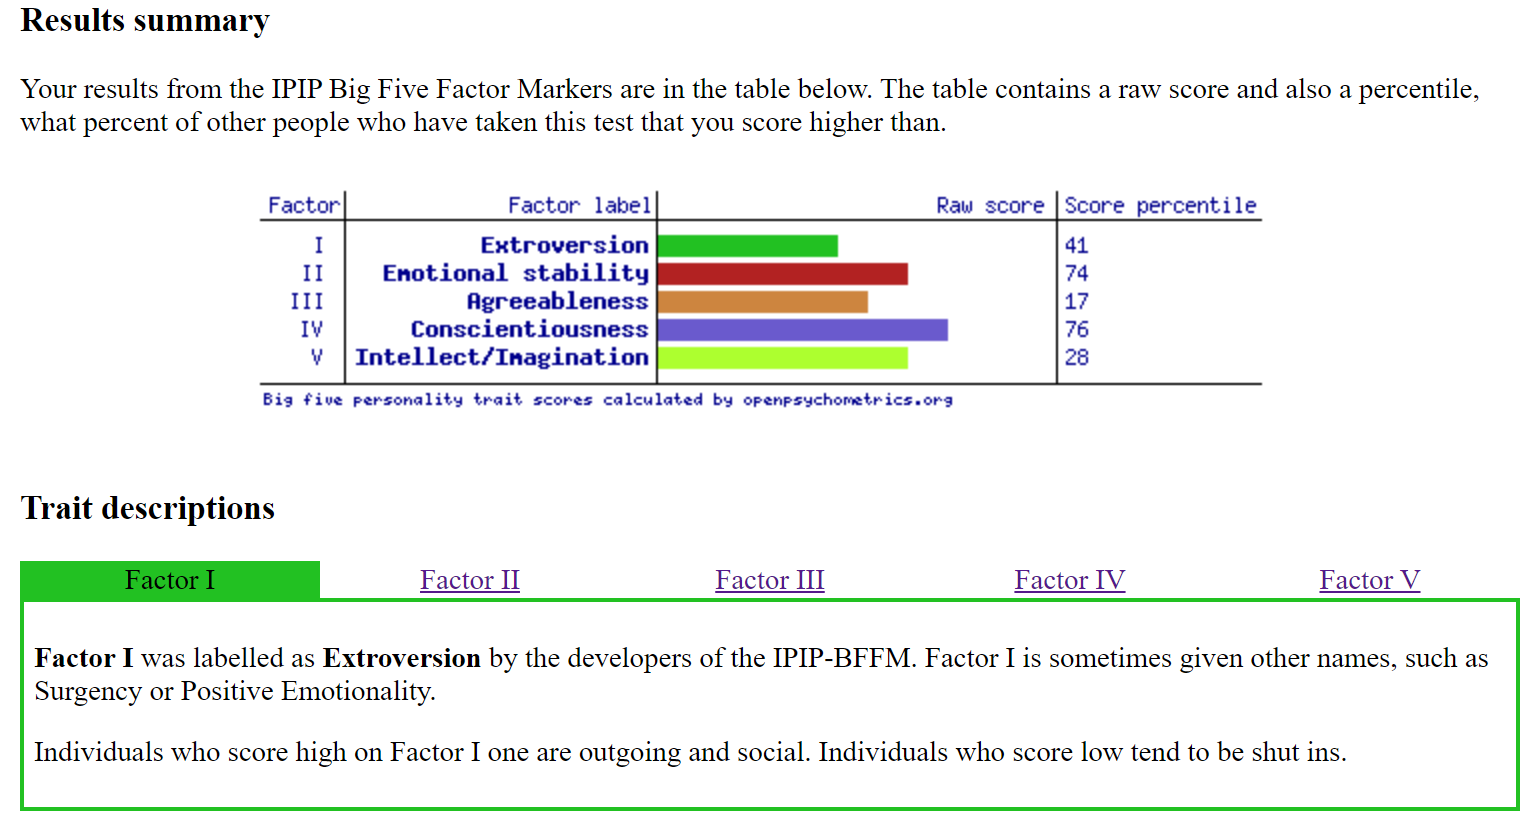 Results summary
Your results from the IPIP Big Five Factor Markers are in the table below. The table contains a raw score and also a percentile,
what percent of other people who have taken this test that you score higher than.
Factor Factor label Raw score Score percentile
I Extroversion 41
II Emotional stability 74
III Agreeableness 17
IV Conscientiousness 76
V Intellect/Imagination 28
Big five personality trait scores calculated by openpsychometrics.org
Trait descriptions
Factor I Factor II Factor III Factor IV Factor V
Factor I was labelled as Extroversion by the developers of the IPIP-BFFM. Factor I is sometimes given other names, such as
Surgency or Positive Emotionality.
Individuals who score high on Factor I one are outgoing and social. Individuals who score low tend to be shut ins.